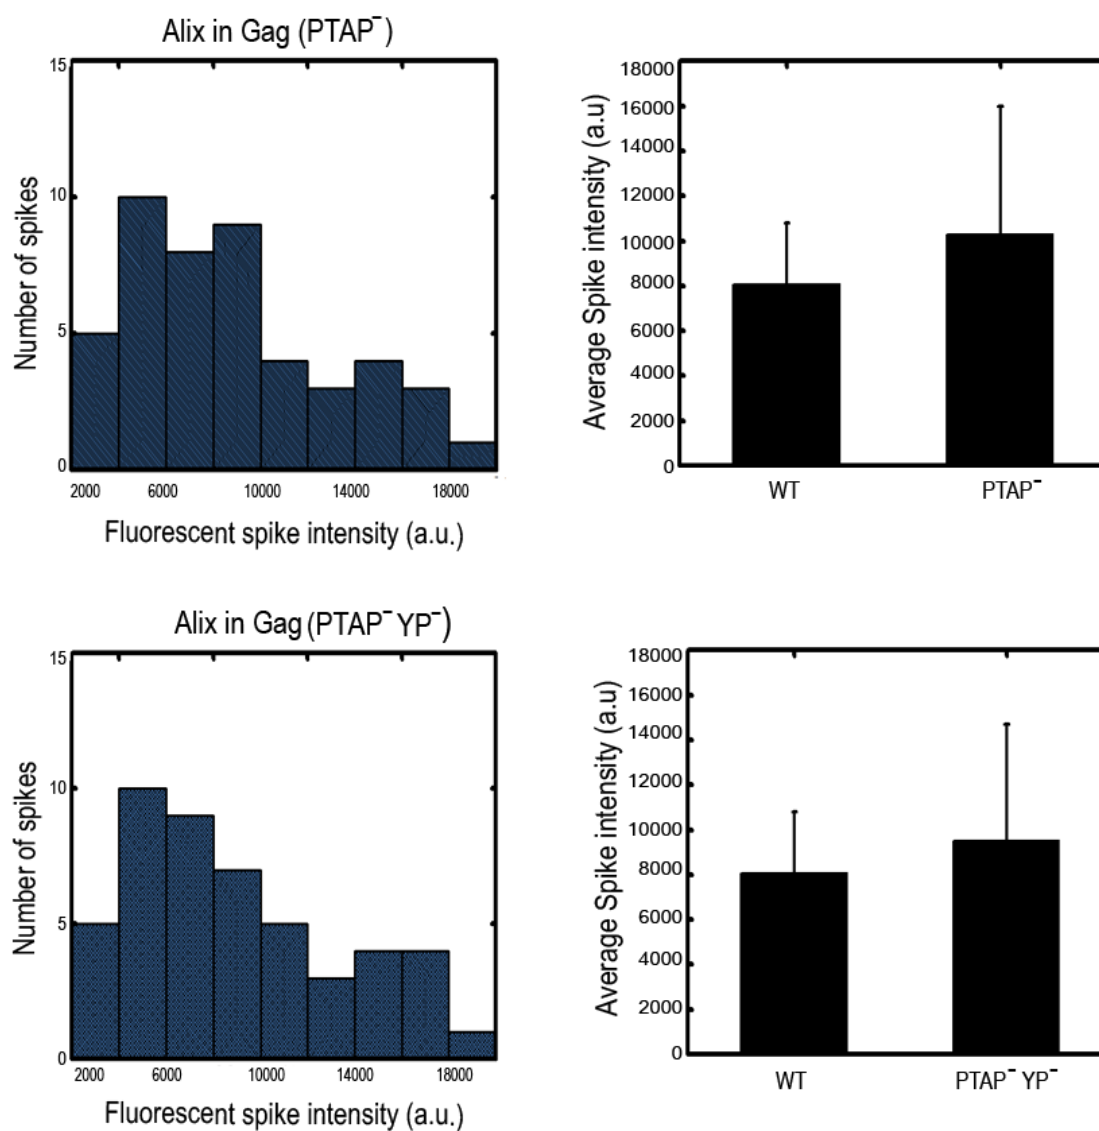 Alix in Gag (PTAP⁻)
15
10
5
0
Number of spikes
2000 6000 10000 14000 18000
Fluorescent spike intensity (a.u.)
18000
16000
14000
12000
10000
8000
6000
4000
2000
0
Average Spike intensity (a.u)
WT PTAP⁻
Alix in Gag (PTAP⁻ YP⁻)
15
10
5
0
Number of spikes
2000 6000 10000 14000 18000
Fluorescent spike intensity (a.u.)
18000
16000
14000
12000
10000
8000
6000
4000
2000
0
Average Spike intensity (a.u)
WT PTAP⁻ YP⁻